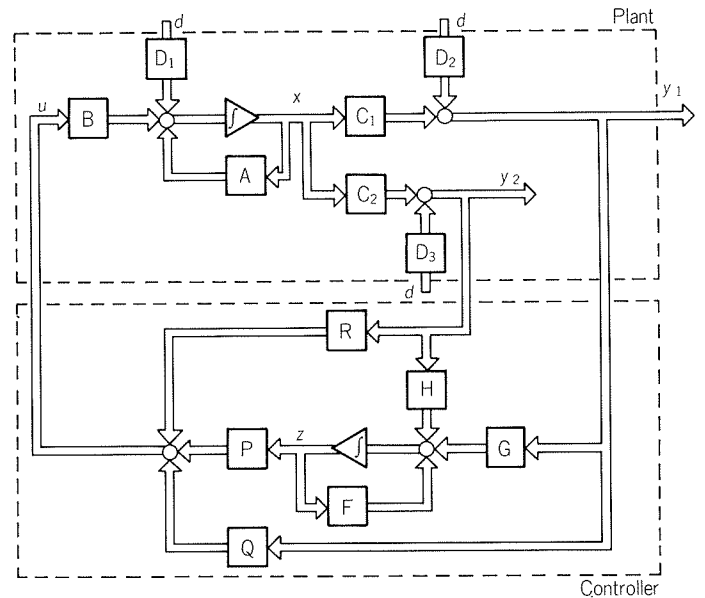 Plant
d
d
D1
D2
u
x
y1
B
∫
C1
A
C2
y2
D3
d
R
H
z
P
∫
G
F
Q
Controller